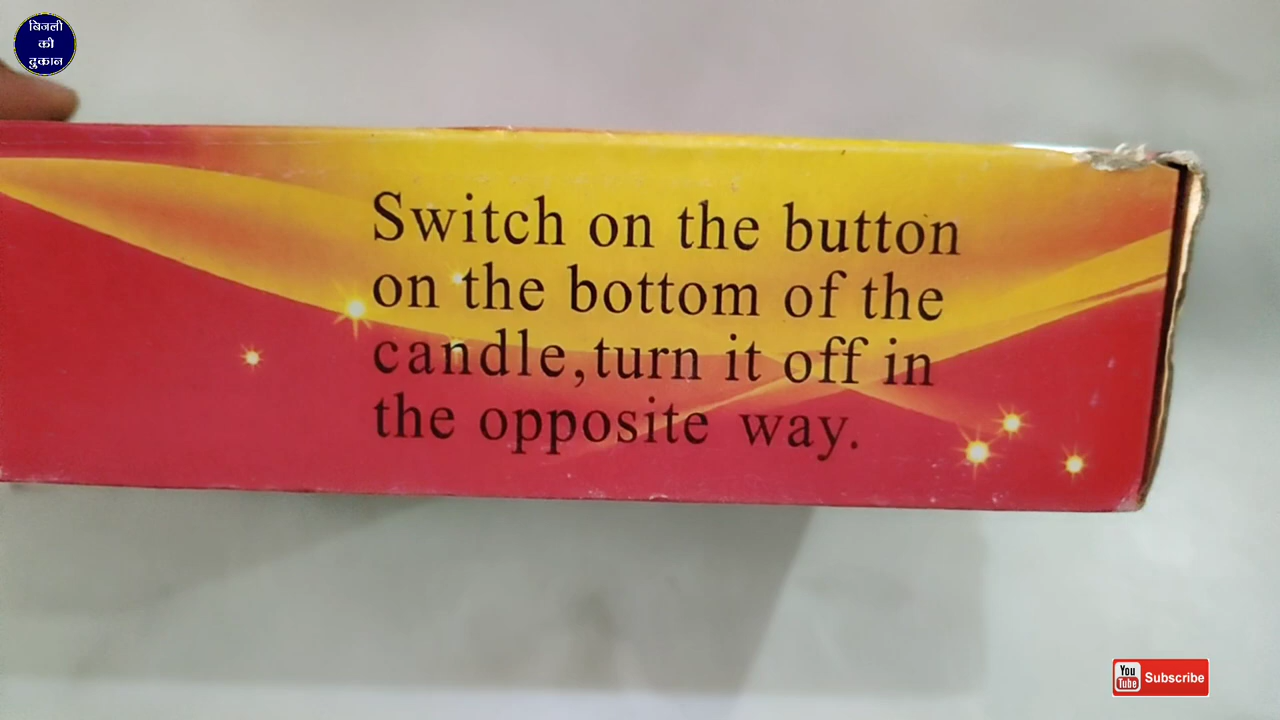 बिजली
की
दुकान
Switch on the button
on the bottom of the
candle,turn it off in
the opposite way.
You
Tube
Subscribe